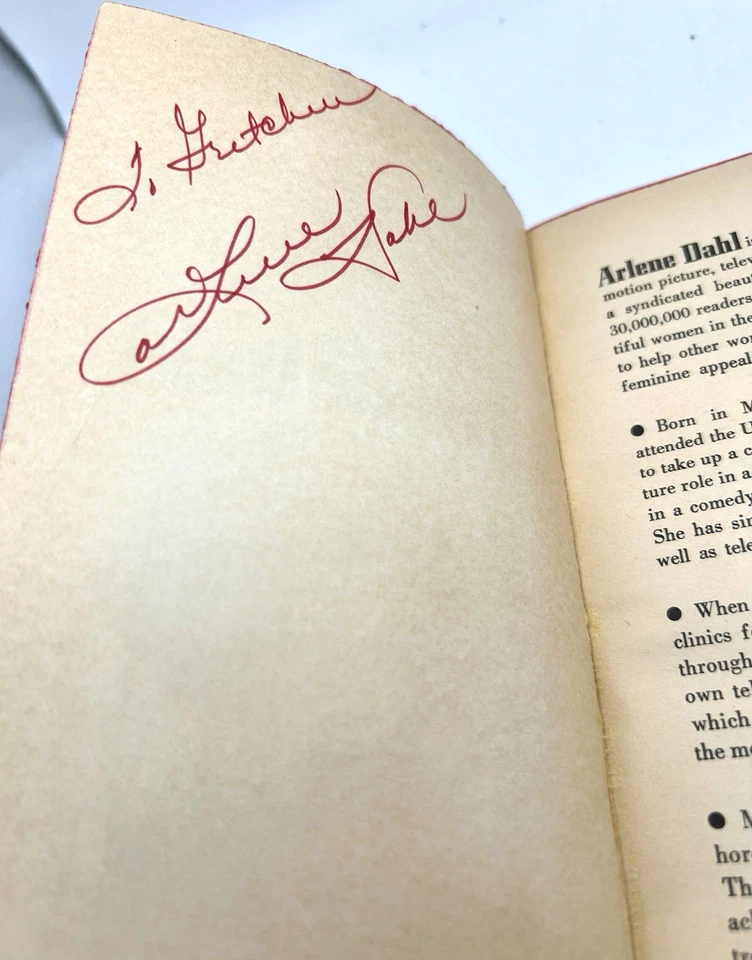 To Gretchen
Arlene Dahl
Arlene Dahl
motion picture, telev
a syndicated beau
30,000,000 readers
tiful women in the
to help other wo
feminine appeal
● Born in M
attended the U
to take up a c
ture role in a
in a comedy
She has sin
well as tele
● When
clinics f
through
own tel
which
the m
● M
hor
Th
ac